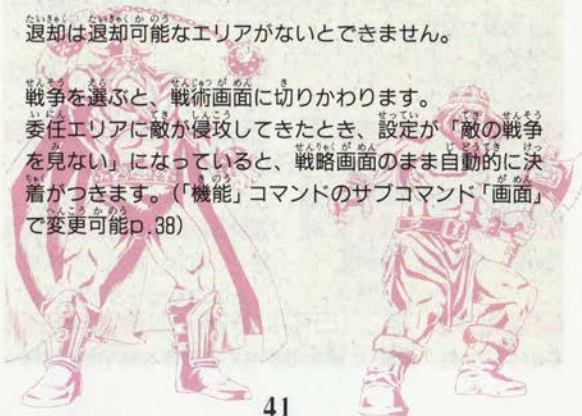 退却は退却可能なエリアがないとできません。
戦争を選ぶと、戦術画面に切りかわります。
委任エリアに敵が侵攻してきたとき、設定が「敵の戦争
を見ない」になっていると、戦略画面のまま自動的に決
着がつきます。(「機能」コマンドのサブコマンド「画面」
で変更可能p.38)
41